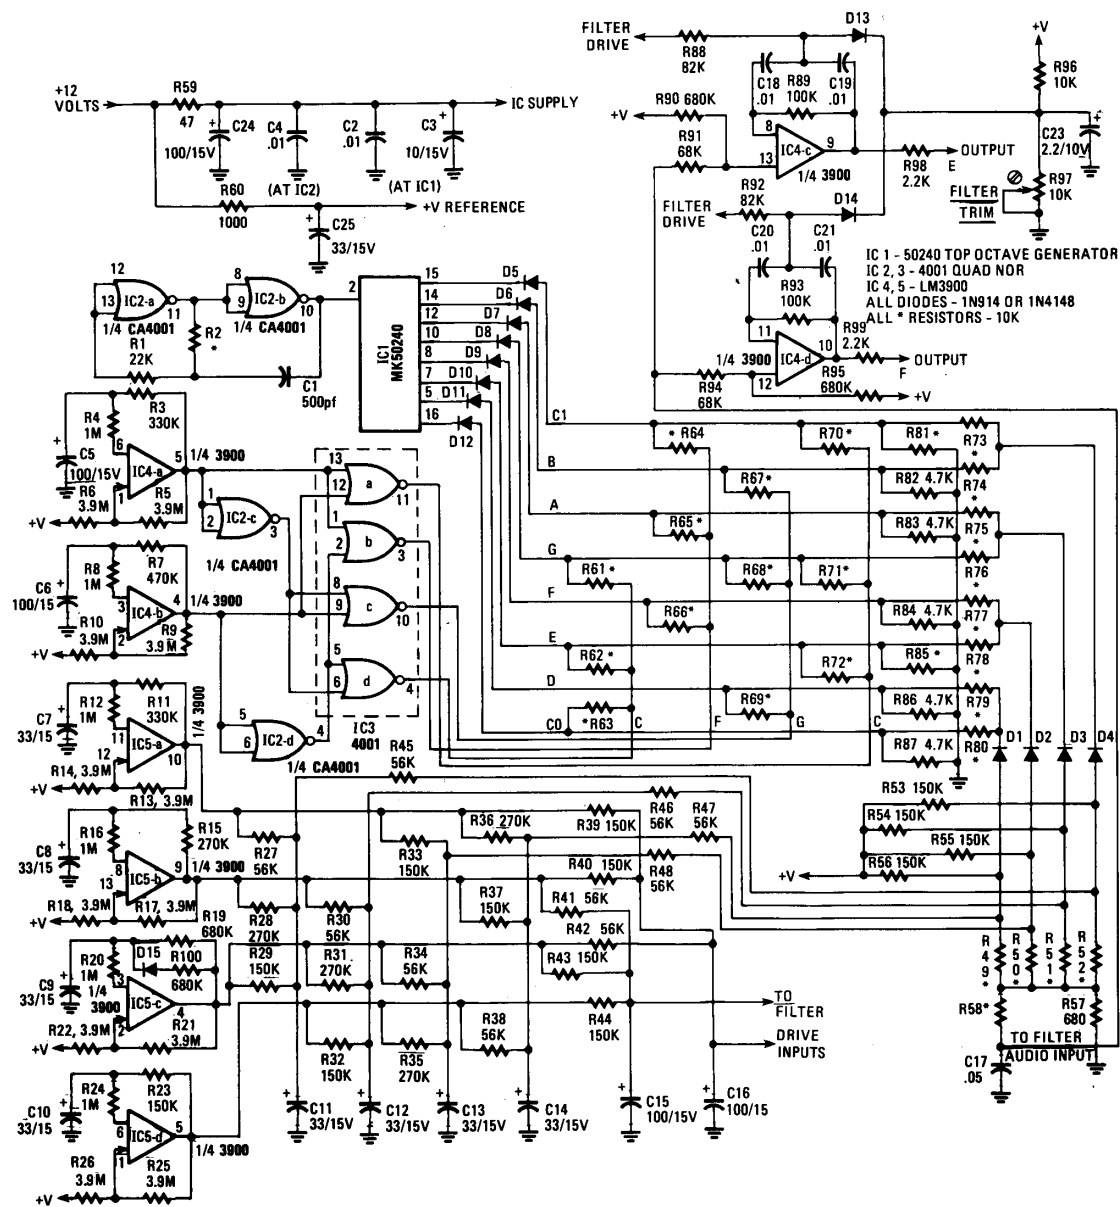 +12 VOLTS
R59
47
C24
100/15V
C4
.01
(AT IC2)
C2
.01
(AT IC1)
C3
10/15V
IC SUPPLY
R60
1000
+V REFERENCE
C25
33/15V
FILTER DRIVE
R88
82K
D13
C18
.01
R89
100K
C19
.01
R90 680K
+V
R91
68K
8
13
IC4-c
9
1/4 3900
R98
2.2K
OUTPUT E
+V
R96
10K
C23
2.2/10V
R97
10K
FILTER TRIM
FILTER DRIVE
R92
82K
D14
C20
.01
C21
.01
R93
100K
11
12
IC4-d
10
1/4 3900
R99
2.2K
OUTPUT F
R94
68K
R95
680K
+V
IC 1 - 50240 TOP OCTAVE GENERATOR
IC 2, 3 - 4001 QUAD NOR
IC 4, 5 - LM3900
ALL DIODES - 1N914 OR 1N4148
ALL * RESISTORS - 10K
12
13
IC2-a
11
1/4 CA4001
8
9
IC2-b
10
1/4 CA4001
R1
22K
R2
*
C1
500pf
2
IC1
MK50240
15
14
12
10
8
7
5
16
D5
D6
D7
D8
D9
D10
D11
D12
C1
B
A
G
F
E
D
C0
R3
330K
R4
1M
C5
100/15V
6
1
IC4-a
5
1/4 3900
R6
3.9M
R5
3.9M
+V
1
2
IC2-c
3
1/4 CA4001
R7
470K
R8
1M
C6
100/15
3
2
IC4-b
4
1/4 3900
R10
3.9M
R9
3.9M
+V
13
12
a
11
1
2
b
3
8
9
c
10
5
6
d
4
IC3
4001
5
6
IC2-d
4
1/4 CA4001
R11
330K
R12
1M
C7
33/15
11
12
IC5-a
10
1/4 3900
R14, 3.9M
R13, 3.9M
+V
R15
270K
R16
1M
C8
33/15
8
13
IC5-b
9
1/4 3900
R18, 3.9M
R17, 3.9M
+V
R19
680K
R20
1M
D15
R100
680K
C9
33/15
1/4
3900
3
2
IC5-c
4
R22, 3.9M
R21
3.9M
+V
R24
1M
R23
150K
C10
33/15
6
1
IC5-d
5
1/4 3900
R26
3.9M
R25
3.9M
+V
* R64
R70*
R81*
R73
*
R67*
R82 4.7K
R74
*
R65*
R83 4.7K
R75
*
R61*
R68*
R71*
R76
*
R66*
R84 4.7K
R77
*
R62*
R72*
R85*
R78
*
R69*
R86 4.7K
R79
*
*R63
R87 4.7K
R80
*
C
F
G
C
D1
D2
D3
D4
R45
56K
R46
56K
R47
56K
R48
56K
R53 150K
R54 150K
R55 150K
R56 150K
+V
R27
56K
R28
270K
R29
150K
R30
56K
R31
270K
R32
150K
R33
150K
R34
56K
R35
270K
R36 270K
R37
150K
R38
56K
R39 150K
R40 150K
R41 56K
R42 56K
R43 150K
R44
150K
TO FILTER
DRIVE INPUTS
C11
33/15V
C12
33/15V
C13
33/15V
C14
33/15V
C15
100/15V
C16
100/15
R49*
R50*
R51*
R52*
R58*
R57
680
TO FILTER
AUDIO INPUT
C17
.05